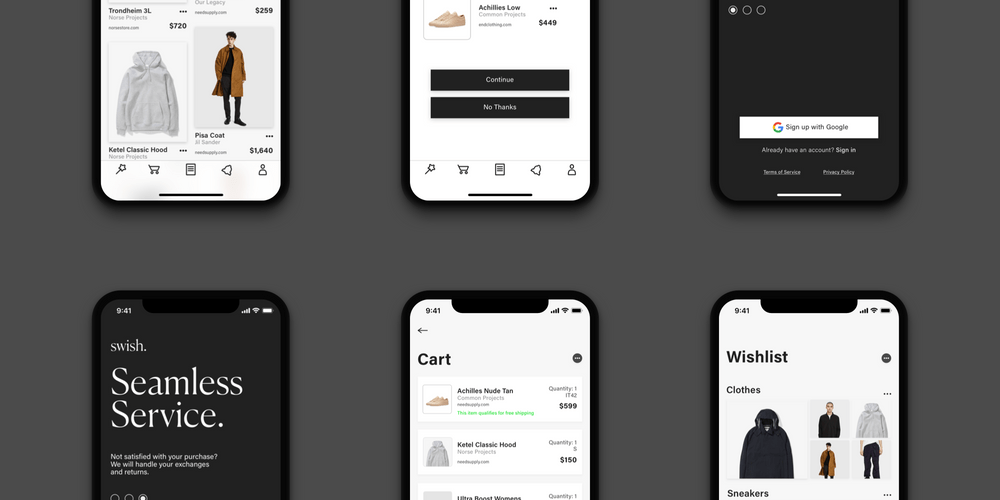 Trondheim 3L
Norse Projects
norsestore.com
$720
Our Legacy
needsupply.com
$259
Ketel Classic Hood
Norse Projects
Pisa Coat
Jil Sander
needsupply.com
$1,640
Achillies Low
Common Projects
endclothing.com
$449
Continue
No Thanks
Sign up with Google
Already have an account? Sign in
Terms of Service
Privacy Policy
9:41
swish.
Seamless
Service.
Not satisfied with your purchase?
We will handle your exchanges
and returns.
9:41
Cart
Achilles Nude Tan
Common Projects
needsupply.com
This item qualifies for free shipping
Quantity: 1
IT42
$599
Ketel Classic Hood
Norse Projects
needsupply.com
Quantity: 1
S
$150
Ultra Boost Womens
Quantity: 1
9:41
Wishlist
Clothes
Sneakers